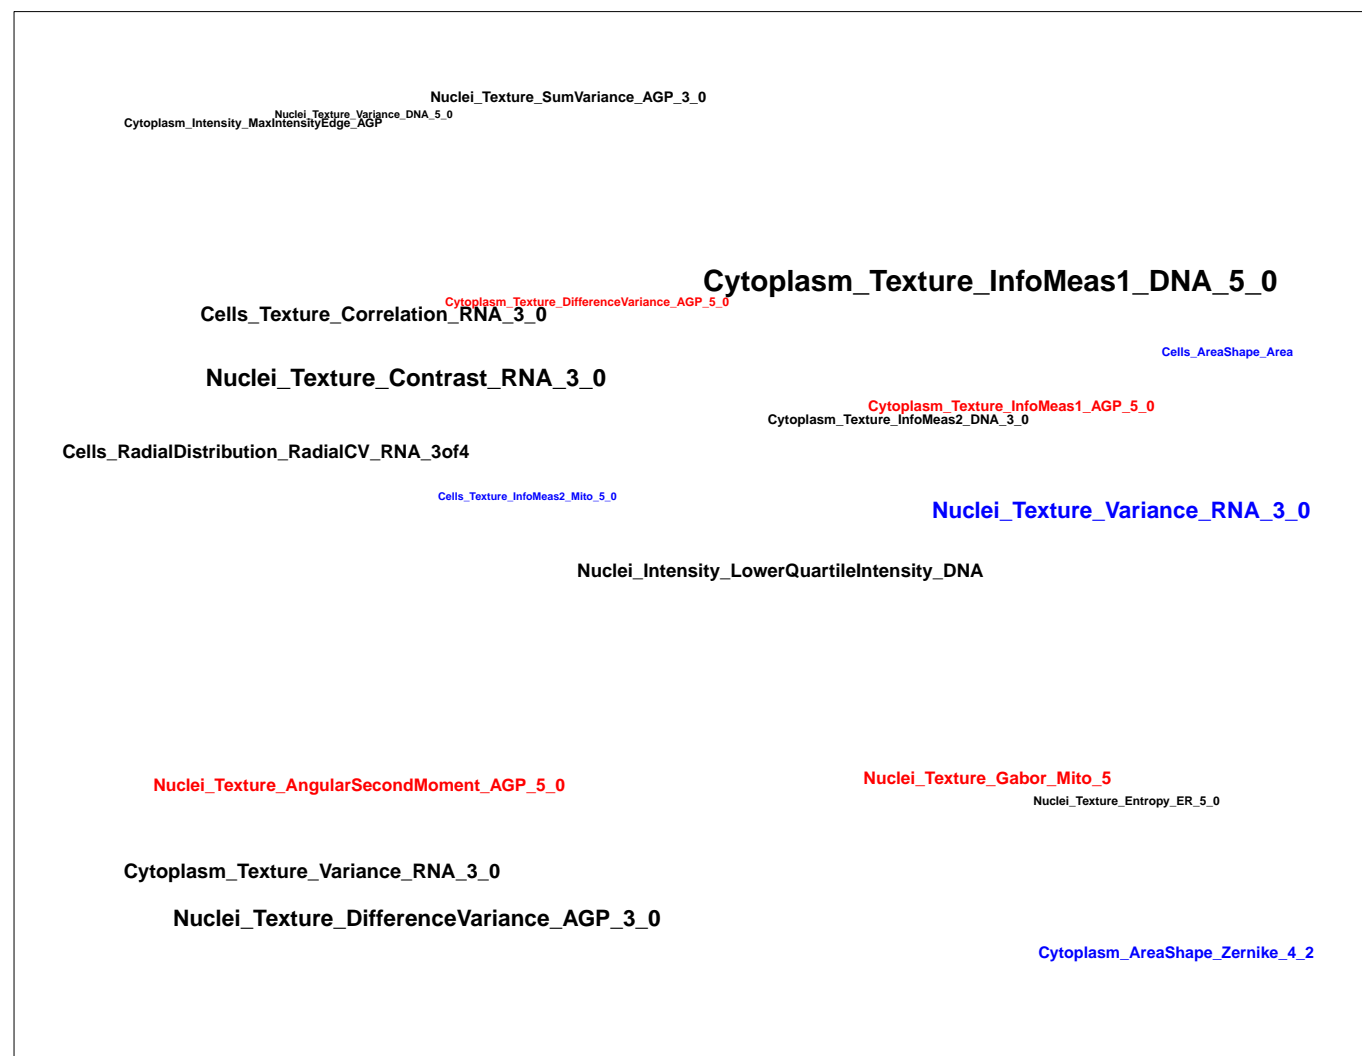 Nuclei_Texture_SumVariance_AGP_3_0
Nuclei_Texture_Variance_DNA_5_0
Cytoplasm_Intensity_MaxIntensityEdge_AGP
Cytoplasm_Texture_InfoMeas1_DNA_5_0
Cytoplasm_Texture_DifferenceVariance_AGP_5_0
Cells_Texture_Correlation_RNA_3_0
Cells_AreaShape_Area
Nuclei_Texture_Contrast_RNA_3_0
Cytoplasm_Texture_InfoMeas1_AGP_5_0
Cytoplasm_Texture_InfoMeas2_DNA_3_0
Cells_RadialDistribution_RadialCV_RNA_3of4
Cells_Texture_InfoMeas2_Mito_5_0
Nuclei_Texture_Variance_RNA_3_0
Nuclei_Intensity_LowerQuartileIntensity_DNA
Nuclei_Texture_Gabor_Mito_5
Nuclei_Texture_AngularSecondMoment_AGP_5_0
Nuclei_Texture_Entropy_ER_5_0
Cytoplasm_Texture_Variance_RNA_3_0
Nuclei_Texture_DifferenceVariance_AGP_3_0
Cytoplasm_AreaShape_Zernike_4_2